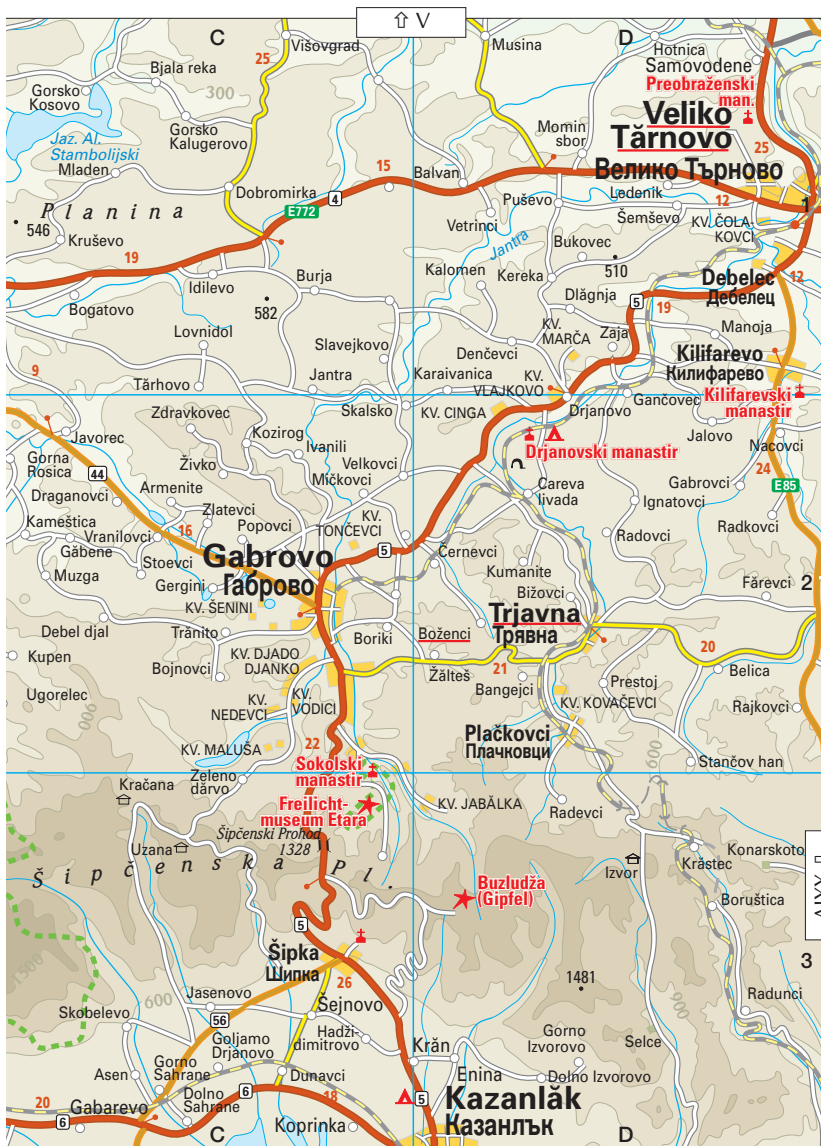 ⇧ V
C
D
Višovgrad
Musina
Hotnica
Samovodene
Preobraženski
man.
25
Bjala reka
Gorsko
Kosovo
300
Gorsko
Kalugerovo
Veliko
Tărnovo
Велико Търново
Momin
sbor
25
Jaz. Al.
Stambolijski
Mladen
15
Balvan
Dobromirka
4
E772
Planina
546
Kruševo
Puševo
Ledenik
12
Šemševo
1
KV. ČOLA-
KOVCI
Vetrinci
Jantra
Bukovec
510
19
Idilevo
Burja
Kalomen
Kereka
Debelec
Дебелец
12
Bogatovo
582
Dlăgnja
5
19
Lovnidol
Slavejkovo
KV.
MARČA
Zaja
Manoja
Denčevci
Kilifarevo
Килифарево
9
Tărhovo
Jantra
Karaivanica
KV.
VLAJKOVO
Skalsko
KV. CINGA
Drjanovo
Gančovec
Kilifarevski
manastir
Zdravkovec
Javorec
Kozirog
Ivanili
Drjanovski manastir
Jalovo
Nacovci
Gorna
Rosica
44
Živko
Velkovci
Mičkovci
24
Draganovci
Armenite
Careva
livada
Gabrovci
E85
Ignatovci
Kameštica
Zlatevci
Vranilovci
16
Popovci
KV.
TONČEVCI
Radkovci
Găbene
Radovci
Stoevci
Gabrovo
Габрово
5
Černevci
Muzga
Gergini
Kumanite
Bižovci
Fărevci
2
KV. ŠENINI
Trjavna
Трявна
Debel djal
Trănito
Boriki
Boženci
Kupen
Bojnovci
KV. DJADO
DJANKO
20
Žălteš
21
Bangejci
Prestoj
Belica
Ugorelec
KV.
NEDEVCI
KV.
VODICI
KV. KOVAČEVCI
Rajkovci
900
Plačkovci
Плачковци
KV. MALUŠA
22
600
Stančov han
Sokolski
manastir
Zeleno
dărvo
Kračana
Freilicht-
museum Etara
KV. JABĂLKA
Radevci
Šipčenski Prohod
1328
Uzana
Izvor
Krăstec
Konarskoto
Šipčenska Pl.
Buzludža
(Gipfel)
Boruštica
XXIV
5
Šipka
Шипка
3
1500
26
1481
600
Jasenovo
Šejnovo
900
Radunci
Skobelevo
56
Hadži-
dimitrovo
Goljamo
Drjanovo
Gorno
Izvorovo
Selce
Krăn
Asen
Gorno
Sahrane
Enina
Dunavci
Dolno Izvorovo
20
Dolno
Sahrane
6
18
5
Kazanlăk
Казанлък
Gabarevo
6
Koprinka
C
D